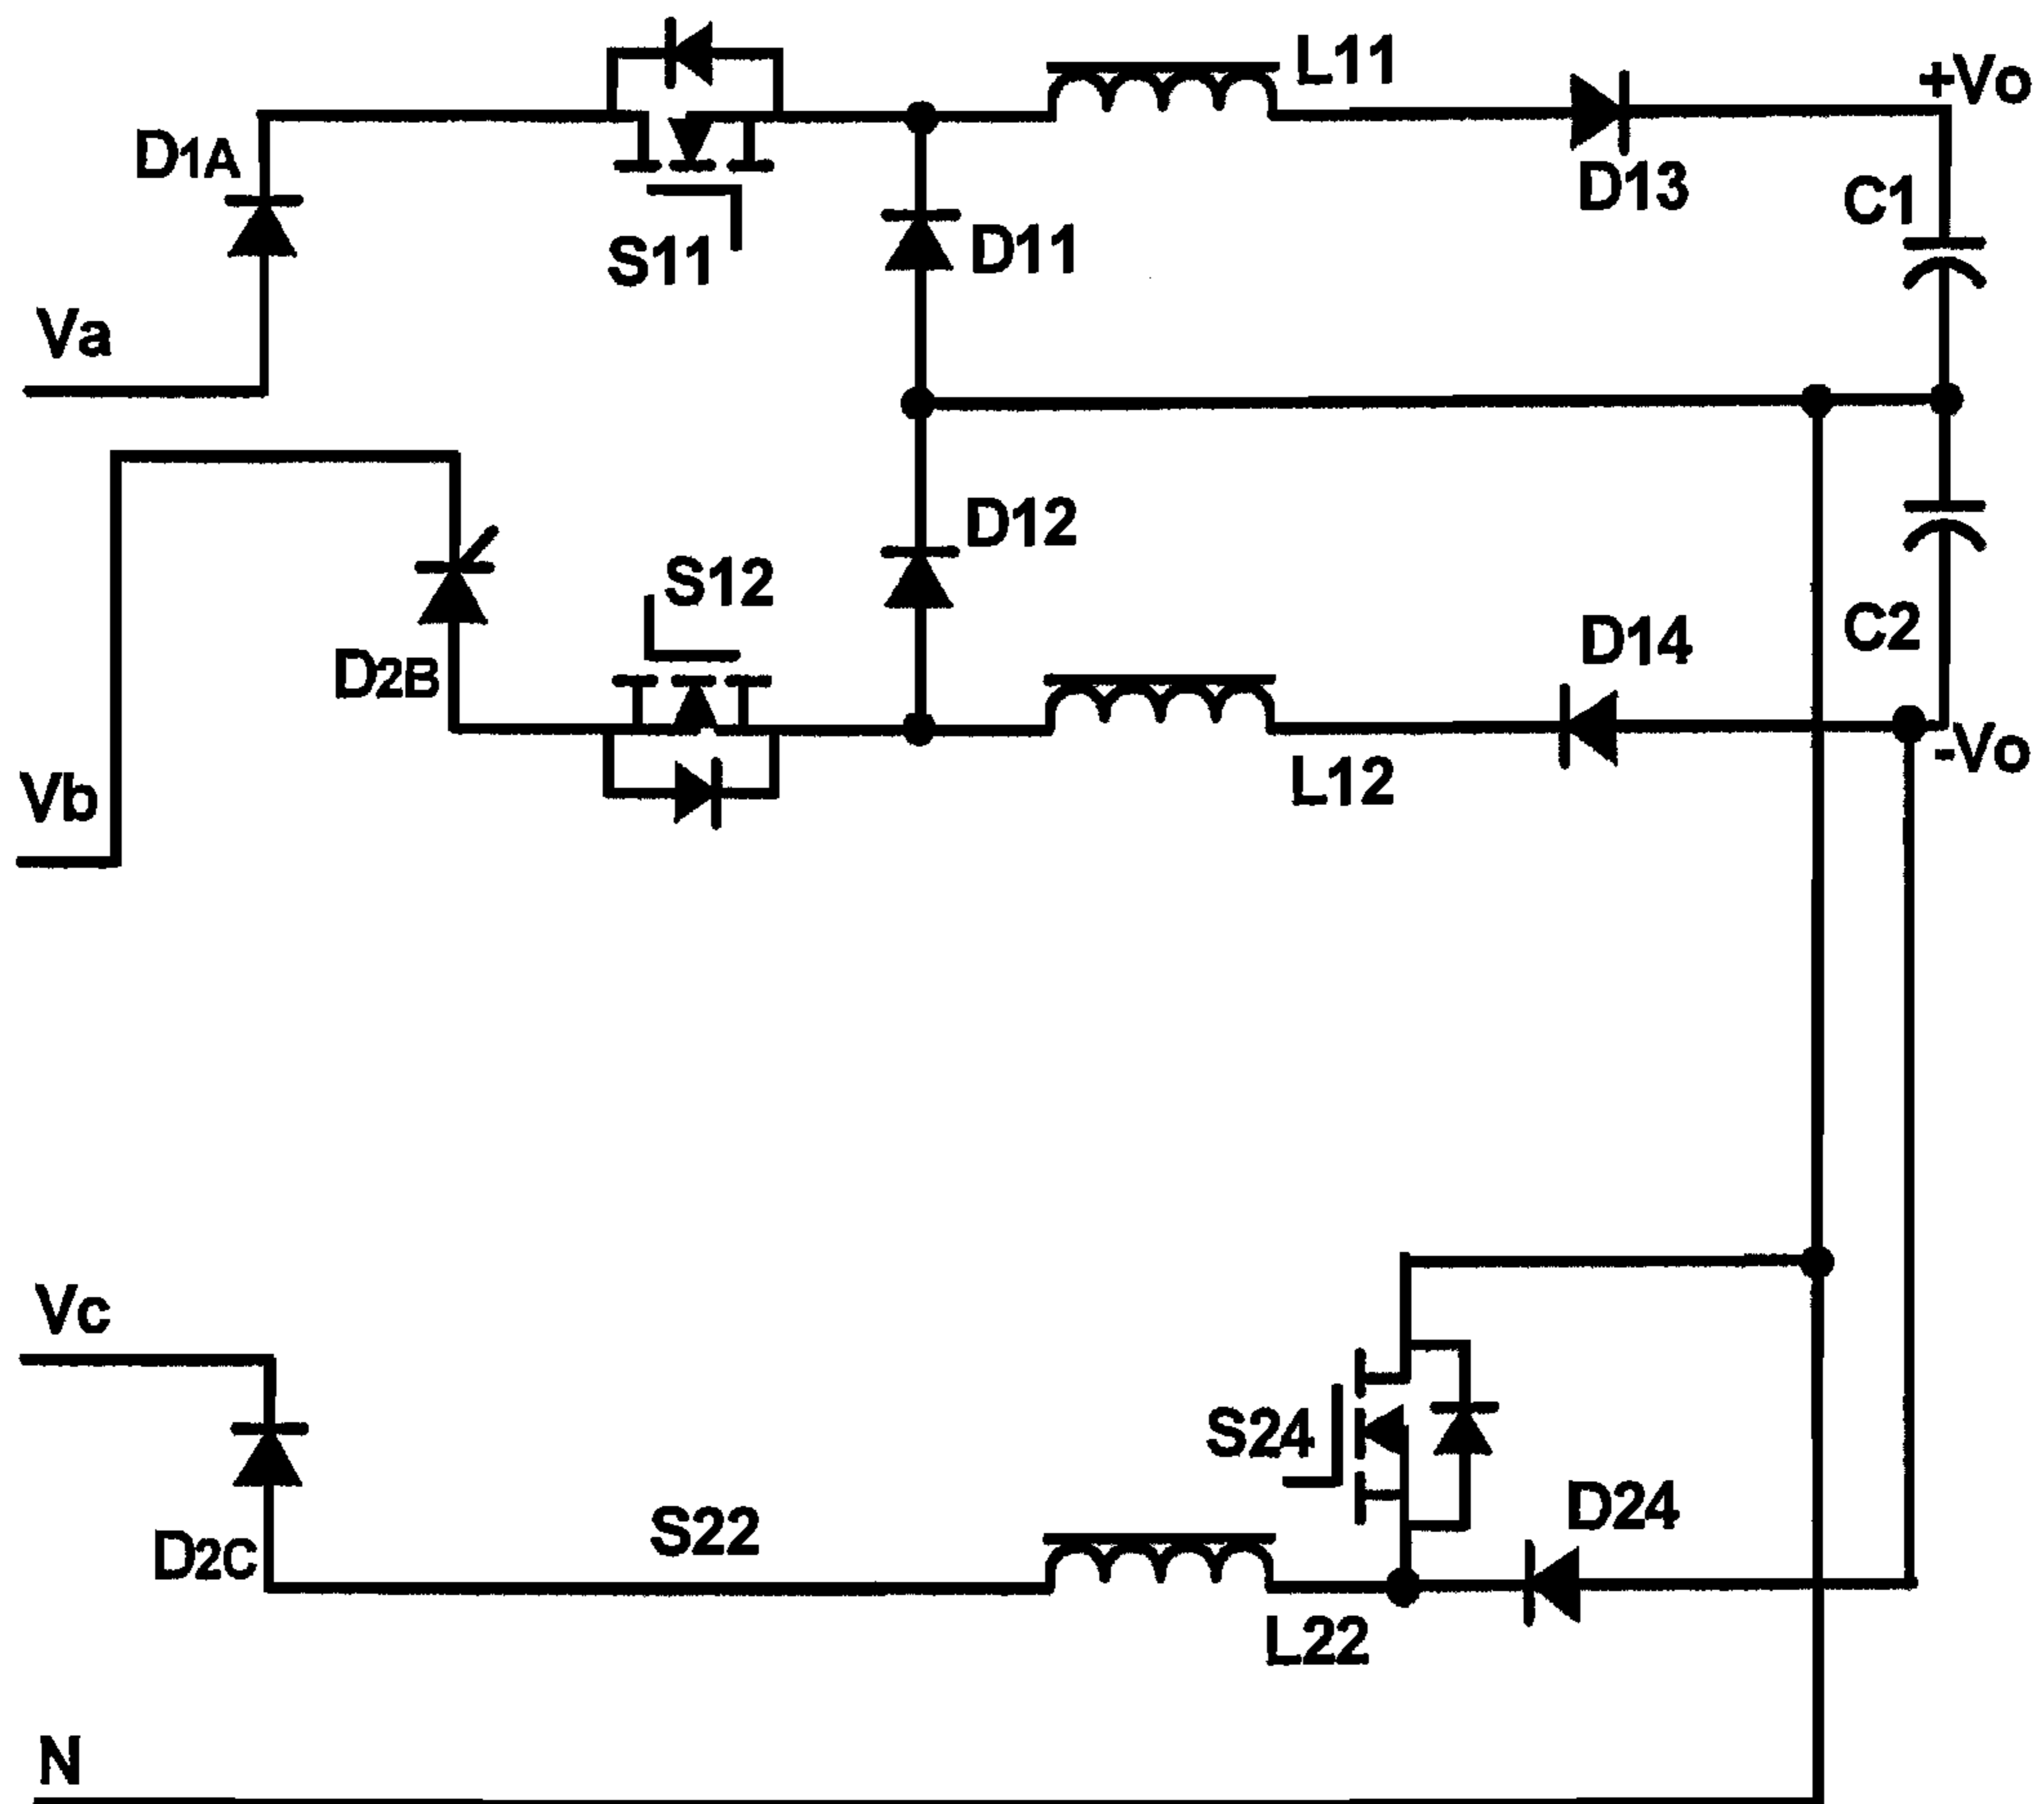 L11
+Vo
D1A
D13
C1
S11
D11
Va
D12
S12
D14
C2
D2B
-Vo
L12
Vb
Vc
S24
D24
S22
D2C
L22
N